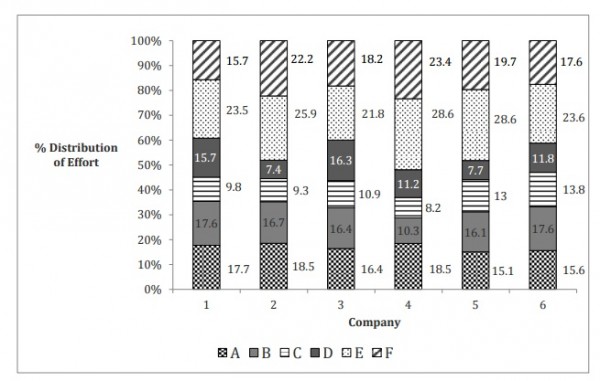 100%
90%
80%
70%
60%
50%
40%
30%
20%
10%
0%
% Distribution
of Effort
15.7 22.2 18.2 23.4 19.7 17.6
23.5 25.9 21.8 28.6 28.6 23.6
15.7 7.4 16.3 11.2 7.7 11.8
9.8 9.3 10.9 8.2 13 13.8
17.6 16.7 16.4 10.3 16.1 17.6
17.7 18.5 16.4 18.5 15.1 15.6
1 2 3 4 5 6
Company
A B C D E F